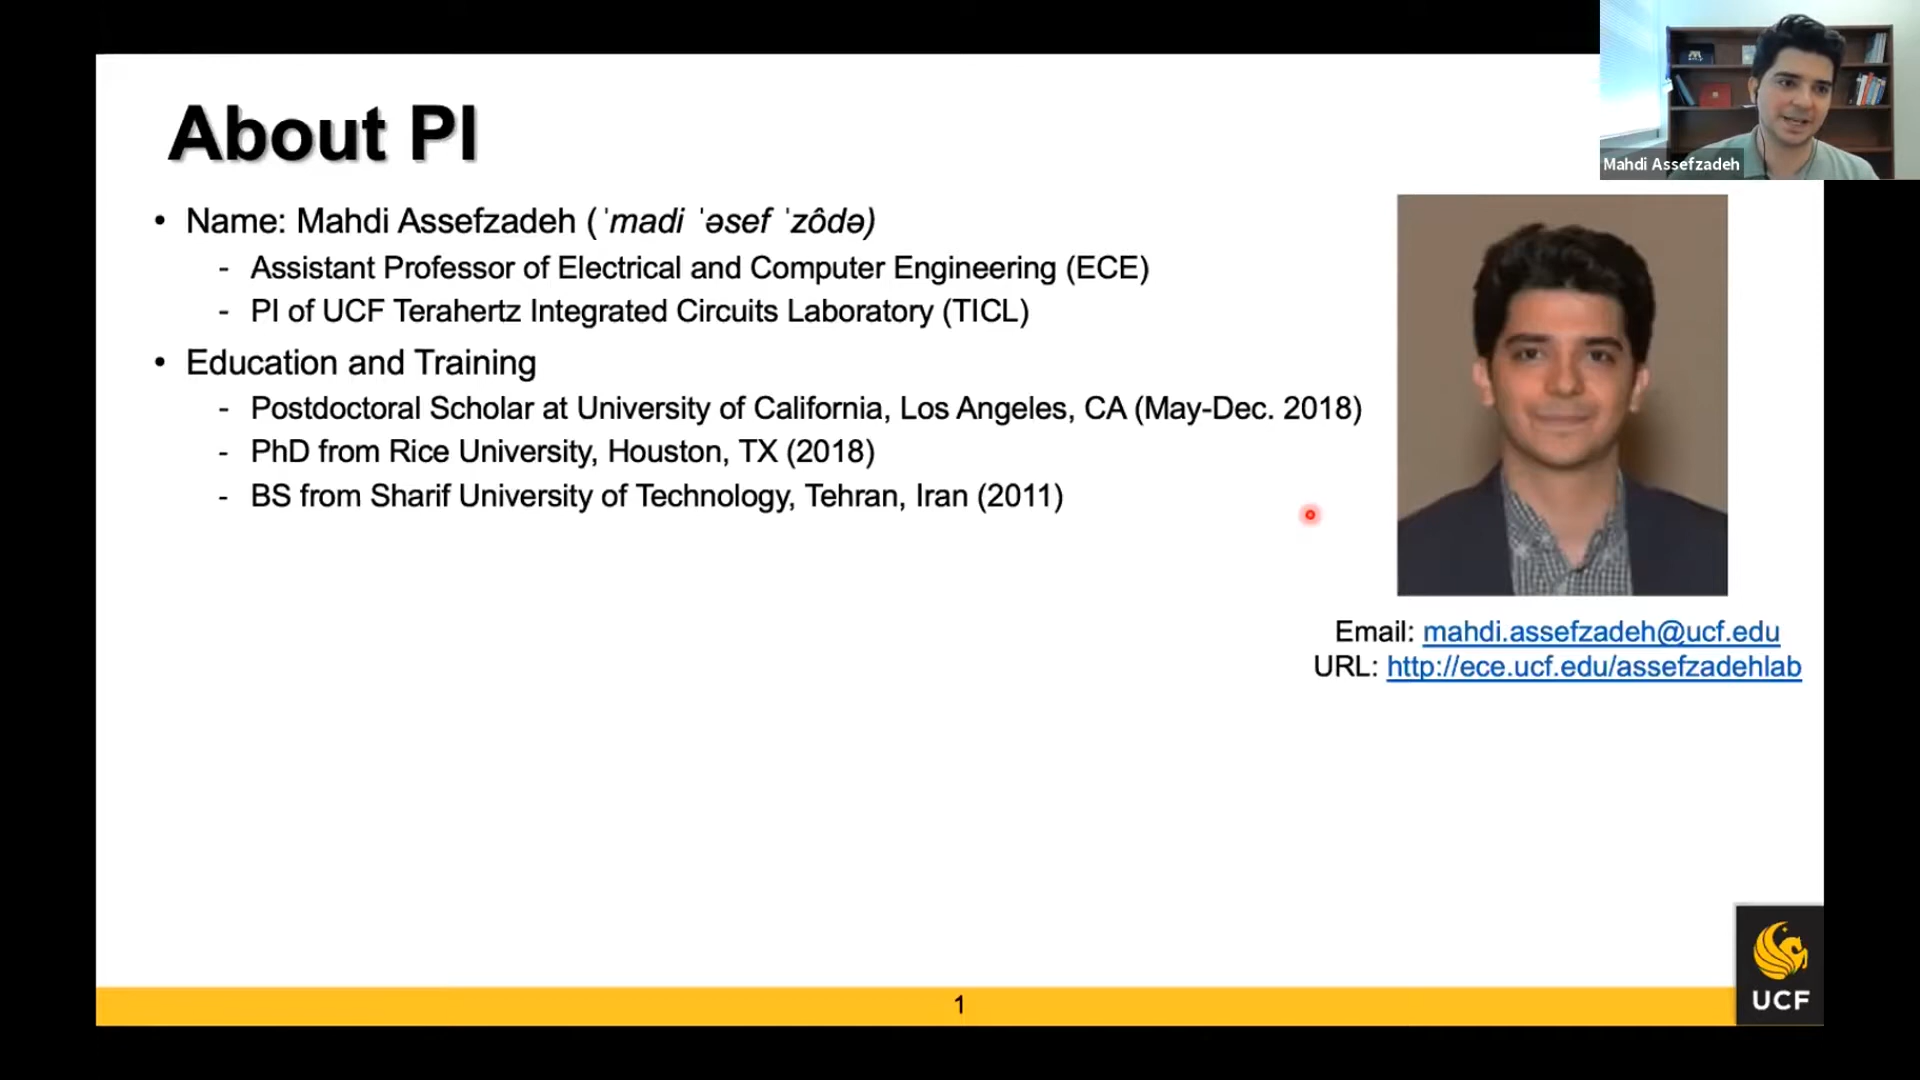 About PI
• Name: Mahdi Assefzadeh (ˈmadi ˈəsef ˈzôdə)
- Assistant Professor of Electrical and Computer Engineering (ECE)
- PI of UCF Terahertz Integrated Circuits Laboratory (TICL)
• Education and Training
- Postdoctoral Scholar at University of California, Los Angeles, CA (May-Dec. 2018)
- PhD from Rice University, Houston, TX (2018)
- BS from Sharif University of Technology, Tehran, Iran (2011)
Mahdi Assefzadeh
Email: mahdi.assefzadeh@ucf.edu
URL: http://ece.ucf.edu/assefzadehlab
1
UCF